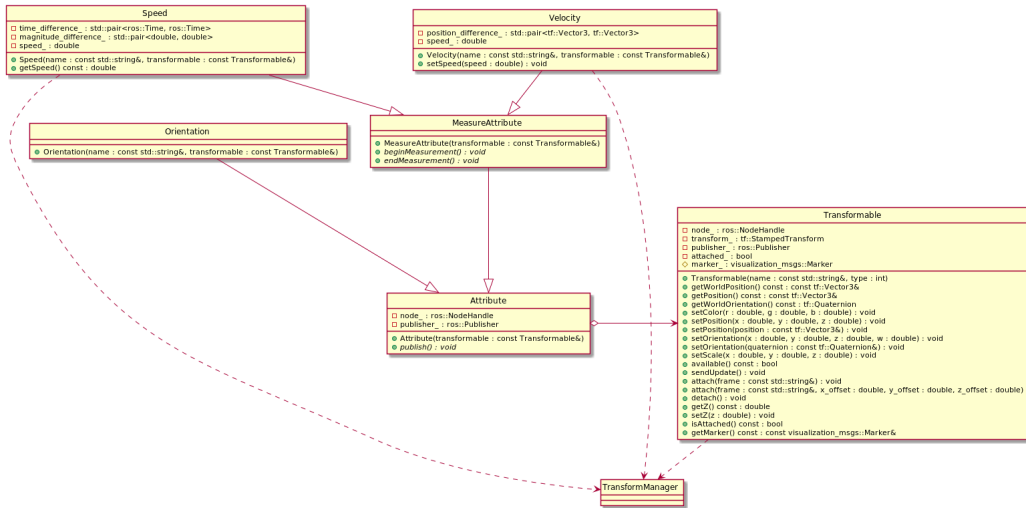 Speed
time_difference_ : std::pair<ros::Time, ros::Time>
magnitude_difference_ : std::pair<double, double>
speed_ : double
Speed(name : const std::string&, transformable : const Transformable&)
getSpeed() const : double
Velocity
position_difference_ : std::pair<tf::Vector3, tf::Vector3>
speed_ : double
Velocity(name : const std::string&, transformable : const Transformable&)
setSpeed(speed : double) : void
Orientation
Orientation(name : const std::string&, transformable : const Transformable&)
MeasureAttribute
MeasureAttribute(transformable : const Transformable&)
beginMeasurement() : void
endMeasurement() : void
Transformable
node_ : ros::NodeHandle
transform_ : tf::StampedTransform
publisher_ : ros::Publisher
attached_ : bool
marker_ : visualization_msgs::Marker
Transformable(name : const std::string&, type : int)
getWorldPosition() const : const tf::Vector3&
getPosition() const : const tf::Vector3&
getWorldOrientation() const : tf::Quaternion
setColor(r : double, g : double, b : double) : void
setPosition(x : double, y : double, z : double) : void
setPosition(position : const tf::Vector3&) : void
setOrientation(x : double, y : double, z : double, w : double) : void
setOrientation(quaternion : const tf::Quaternion&) : void
setScale(x : double, y : double, z : double) : void
available() const : bool
sendUpdate() : void
attach(frame : const std::string&) : void
attach(frame : const std::string&, x_offset : double, y_offset : double, z_offset : double)
detach() : void
getZ() const : double
setZ(z : double) : void
isAttached() const : bool
getMarker() const : const visualization_msgs::Marker&
Attribute
node_ : ros::NodeHandle
publisher_ : ros::Publisher
Attribute(transformable : const Transformable&)
publish() : void
TransformManager